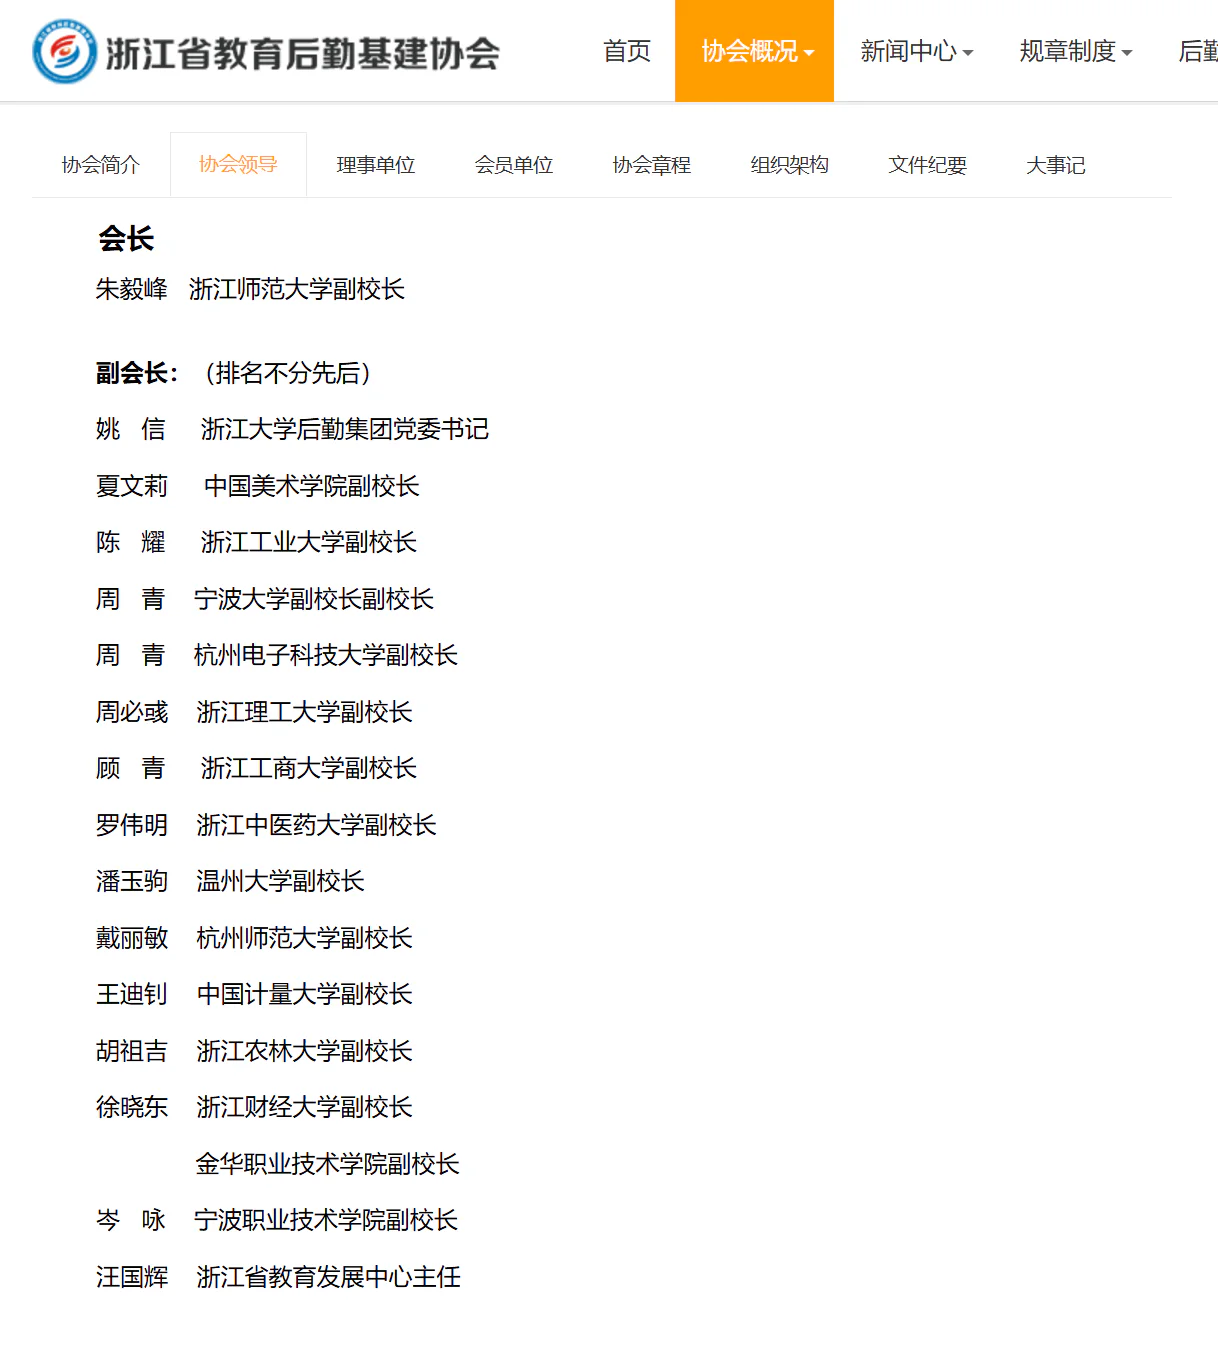 浙江省教育后勤基建协会
首页 协会概况 新闻中心 规章制度 后勤
协会简介 协会领导 理事单位 会员单位 协会章程 组织架构 文件纪要 大事记
会长
朱毅峰 浙江师范大学副校长
副会长：（排名不分先后）
姚 信 浙江大学后勤集团党委书记
夏文莉 中国美术学院副校长
陈 耀 浙江工业大学副校长
周 青 宁波大学副校长副校长
周 青 杭州电子科技大学副校长
周必彧 浙江理工大学副校长
顾 青 浙江工商大学副校长
罗伟明 浙江中医药大学副校长
潘玉驹 温州大学副校长
戴丽敏 杭州师范大学副校长
王迪钊 中国计量大学副校长
胡祖吉 浙江农林大学副校长
徐晓东 浙江财经大学副校长
金华职业技术学院副校长
岑 咏 宁波职业技术学院副校长
汪国辉 浙江省教育发展中心主任